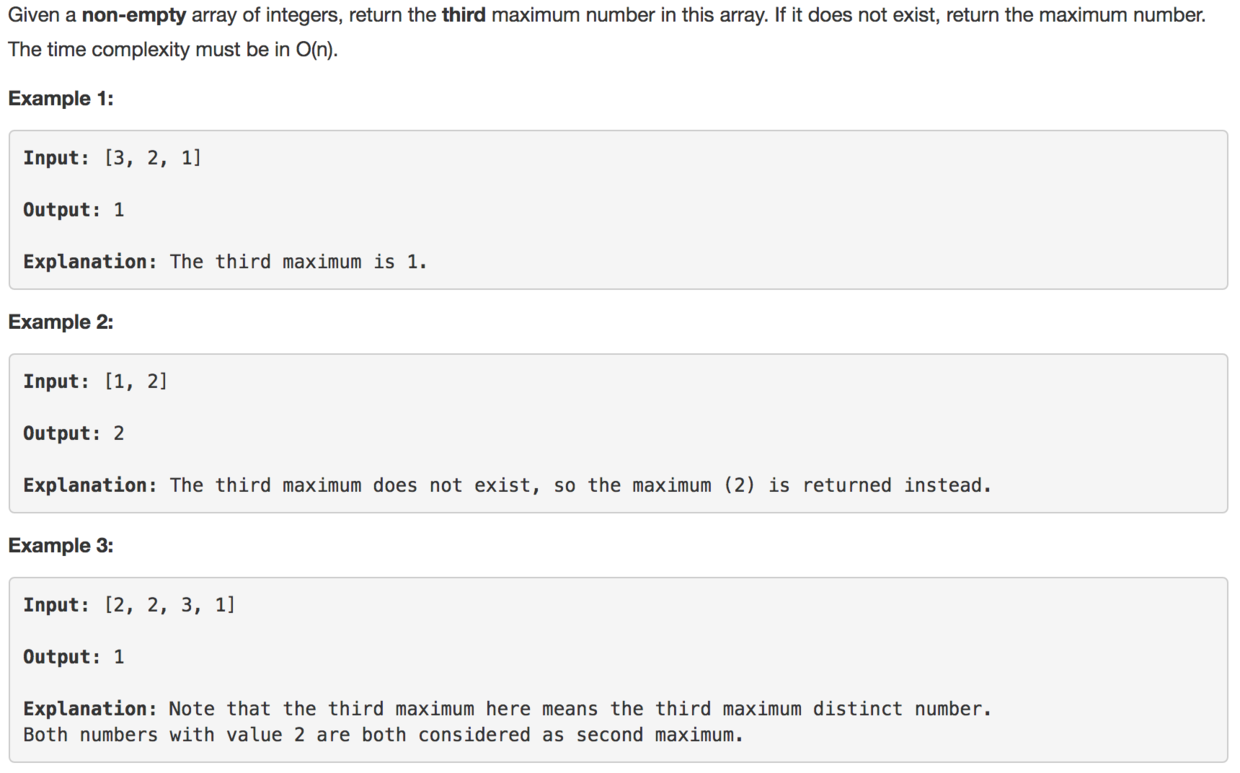 Given a non-empty array of integers, return the third maximum number in this array. If it does not exist, return the maximum number.
The time complexity must be in O(n).
Example 1:
Input: [3, 2, 1]
Output: 1
Explanation: The third maximum is 1.
Example 2:
Input: [1, 2]
Output: 2
Explanation: The third maximum does not exist, so the maximum (2) is returned instead.
Example 3:
Input: [2, 2, 3, 1]
Output: 1
Explanation: Note that the third maximum here means the third maximum distinct number.
Both numbers with value 2 are both considered as second maximum.